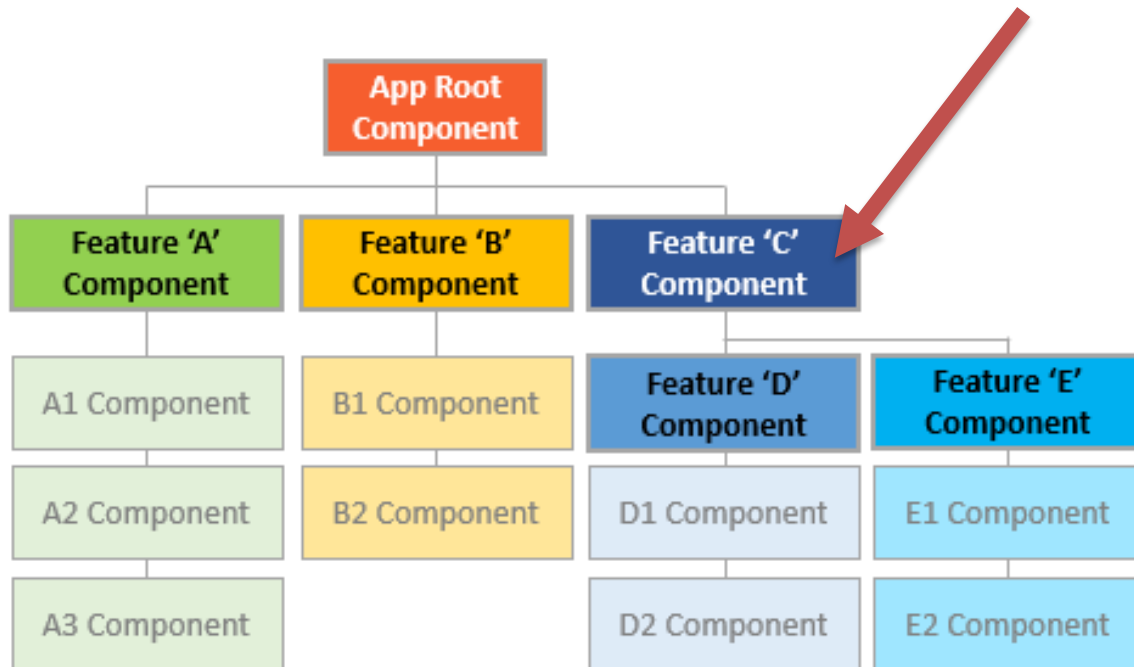 App Root
Component
Feature ‘A’
Component
Feature ‘B’
Component
Feature ‘C’
Component
A1 Component
B1 Component
Feature ‘D’
Component
Feature ‘E’
Component
A2 Component
B2 Component
D1 Component
E1 Component
A3 Component
D2 Component
E2 Component